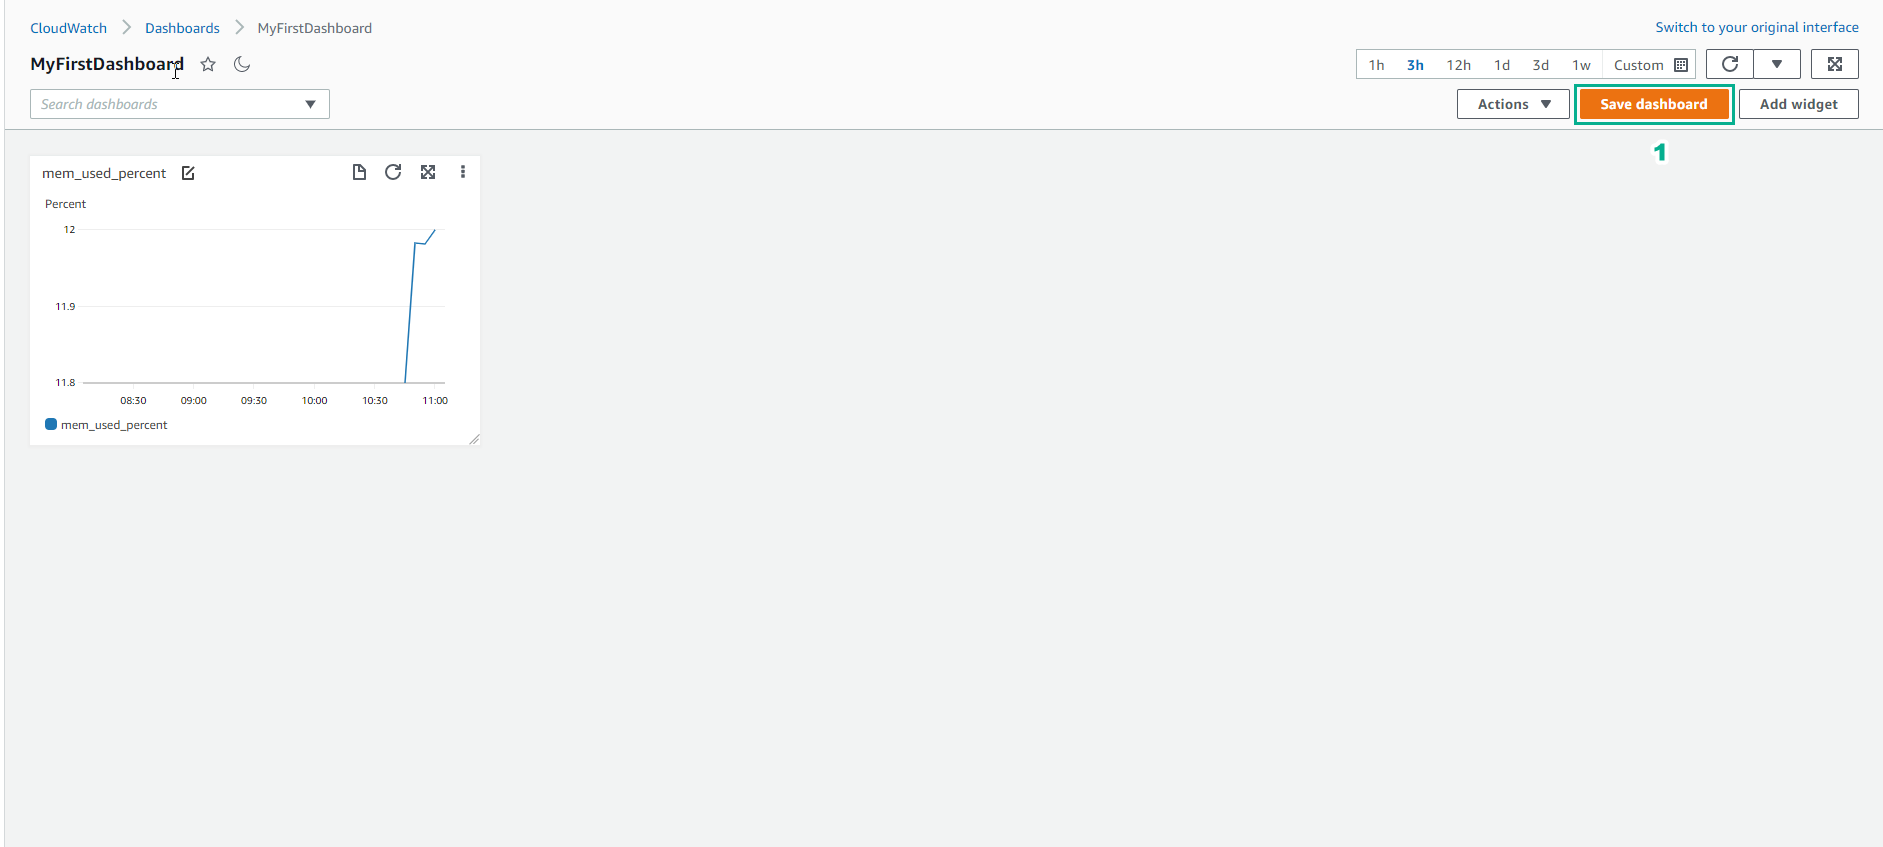 CloudWatch > Dashboards > MyFirstDashboard
Switch to your original interface
MyFirstDashboard
1h 3h 12h 1d 3d 1w Custom
Search dashboards
Actions Save dashboard Add widget
1
mem_used_percent
Percent
12
11.9
11.8
08:30 09:00 09:30 10:00 10:30 11:00
mem_used_percent